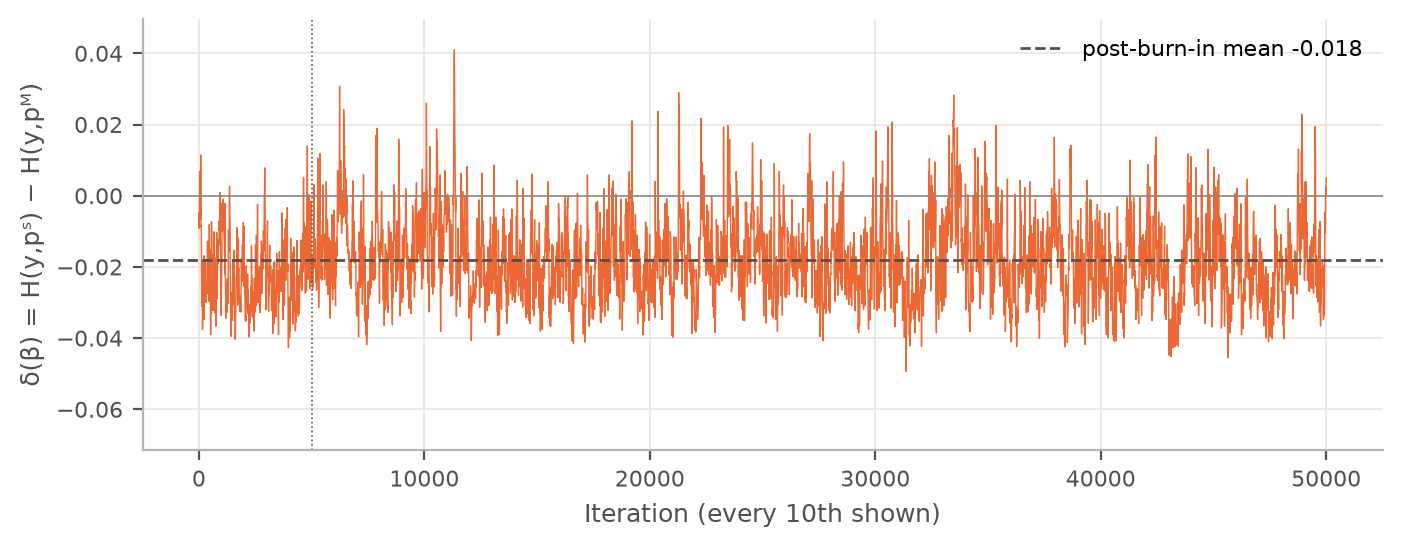 post-burn-in mean -0.018
δ(β) = H(y,pˢ) − H(y,pᴹ)
0.04
0.02
0.00
−0.02
−0.04
−0.06
0 10000 20000 30000 40000 50000
Iteration (every 10th shown)